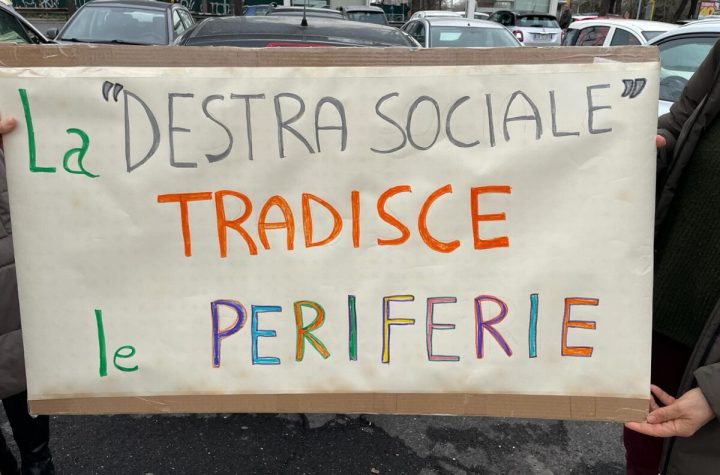 La "DESTRA SOCIALE"
TRADISCE
le PERIFERIE